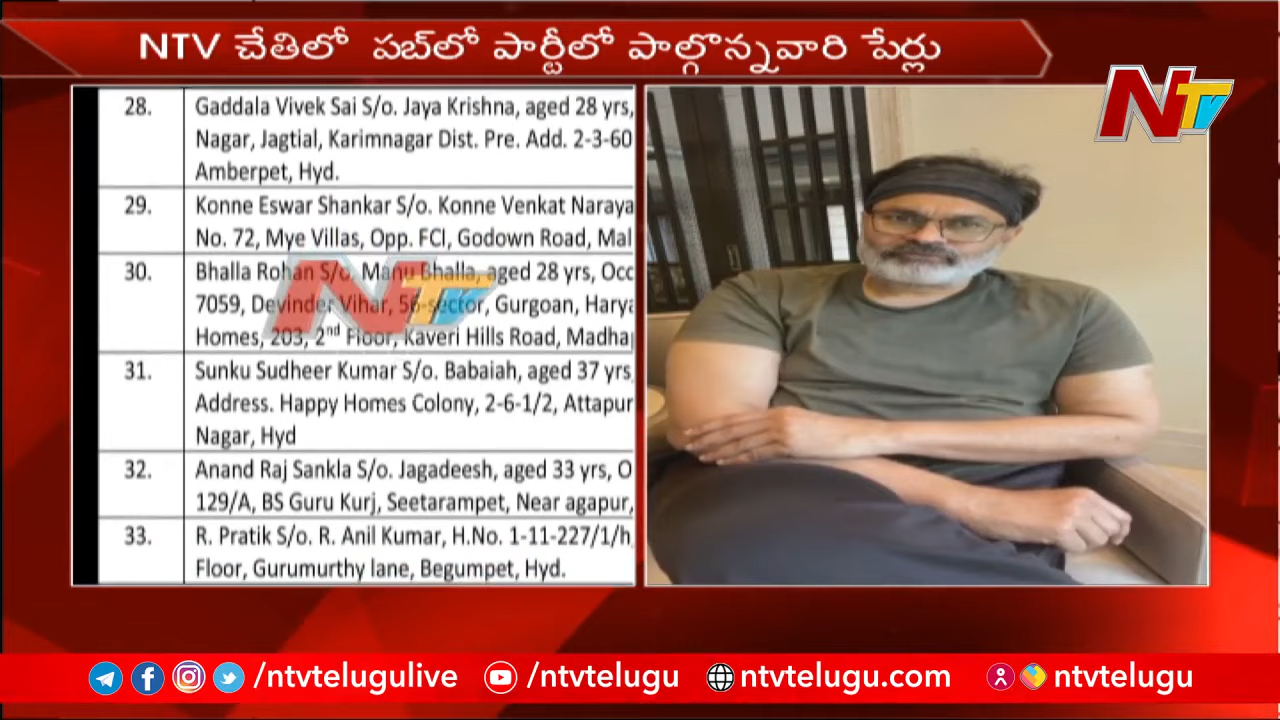 NTV చేతిలో పబ్‌లో పార్టీలో పాల్గొన్నవారి పేర్లు
NTV
28. Gaddala Vivek Sai S/o. Jaya Krishna, aged 28 yrs,
Nagar, Jagtial, Karimnagar Dist. Pre. Add. 2-3-60
Amberpet, Hyd.
29. Konne Eswar Shankar S/o. Konne Venkat Naraya
No. 72, Mye Villas, Opp. FCI, Godown Road, Mal
30. Bhalla Rohan S/o. Manu Bhalla, aged 28 yrs, Occ
7059, Devinder Vihar, 56-sector, Gurgoan, Harya
Homes, 203, 2nd Floor, Kaveri Hills Road, Madhap
NTV
31. Sunku Sudheer Kumar S/o. Babaiah, aged 37 yrs,
Address. Happy Homes Colony, 2-6-1/2, Attapur
Nagar, Hyd
32. Anand Raj Sankla S/o. Jagadeesh, aged 33 yrs, O
129/A, BS Guru Kurj, Seetarampet, Near agapur,
33. R. Pratik S/o. R. Anil Kumar, H.No. 1-11-227/1/h
Floor, Gurumurthy lane, Begumpet, Hyd.
/ntvtelugulive /ntvtelugu ntvtelugu.com ntvtelugu